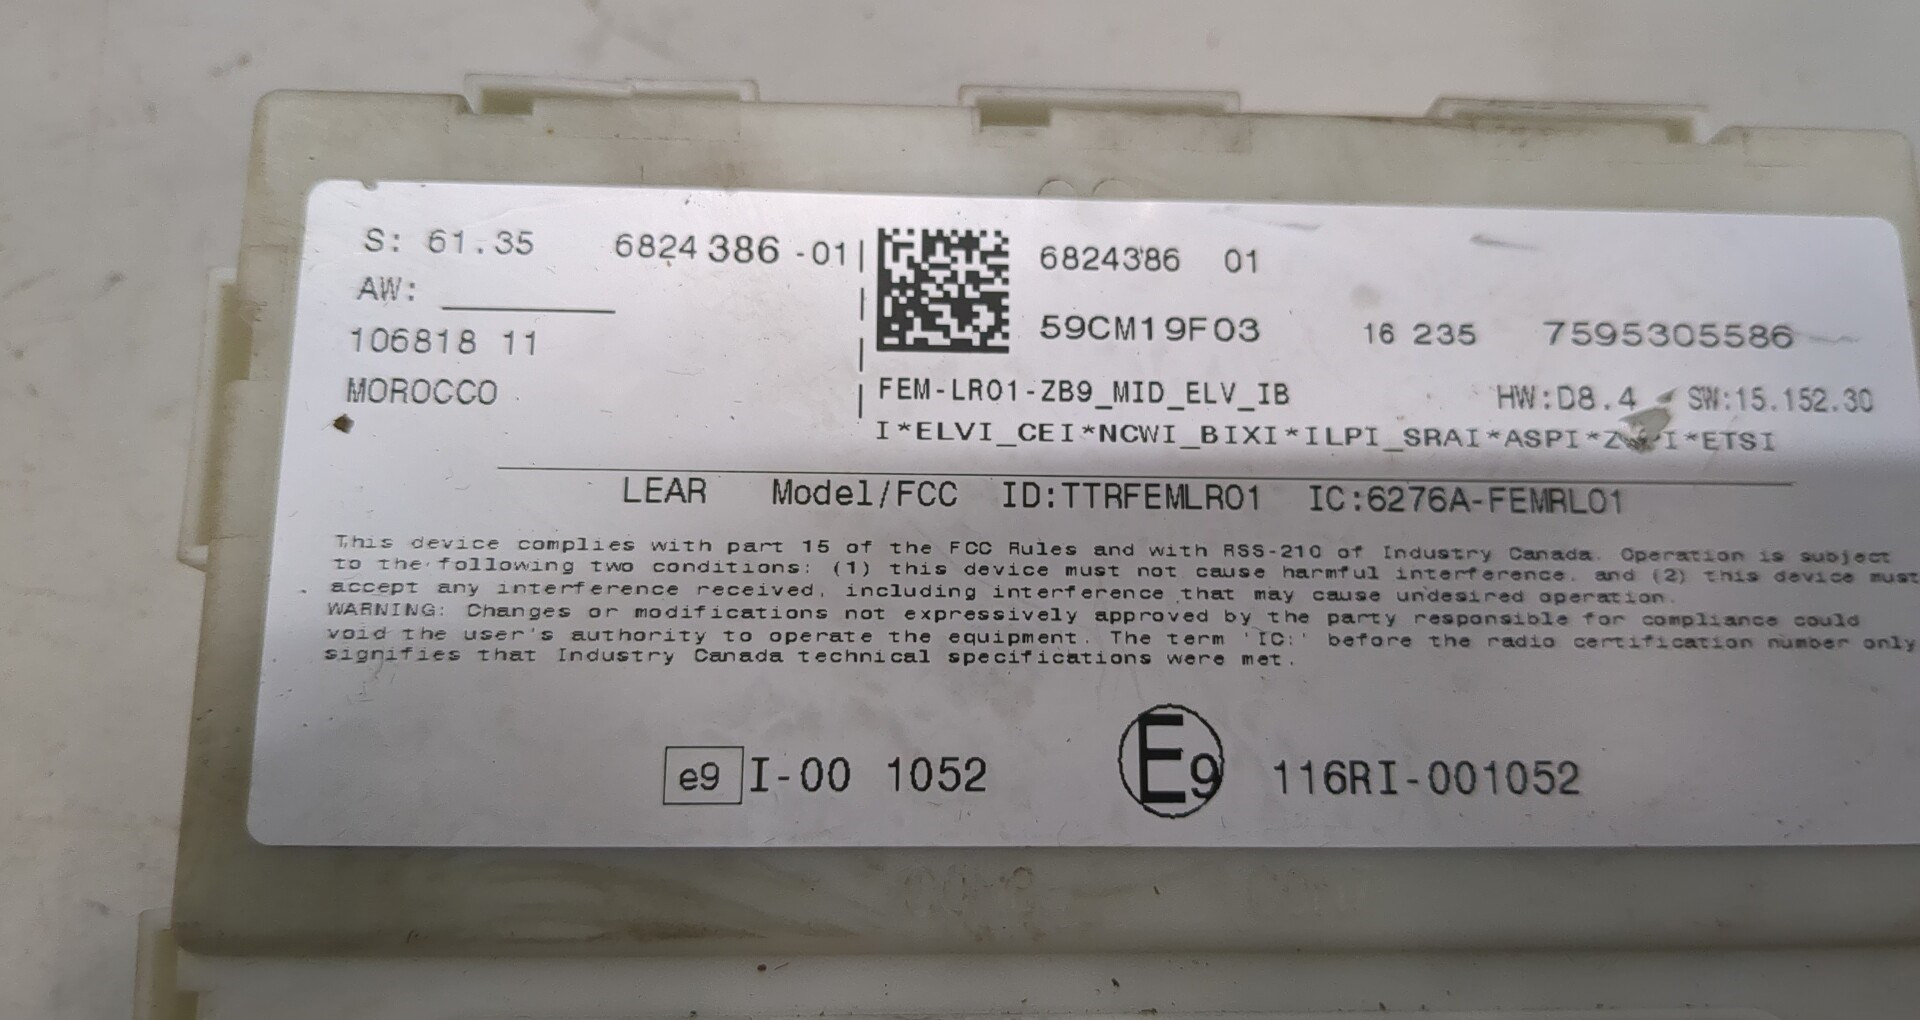 S: 61.35 6824 386 -01
AW:
106818 11
MOROCCO
6824386 01
59CM19F03 16 235 7595305586
FEM-LR01-ZB9_MID_ELV_IB HW:D8.4 SW:15.152.30
I*ELVI_CEI*NCWI_BIXI*ILPI_SRAI*ASPI* I*ETSI
LEAR Model/FCC ID:TTRFEMLR01 IC:6276A-FEMRL01
This device complies with part 15 of the FCC Rules and with RSS-210 of Industry Canada. Operation is subject
to the following two conditions: (1) this device must not cause harmful interference, and (2) this device must
accept any interference received, including interference that may cause undesired operation.
WARNING: Changes or modifications not expressively approved by the party responsible for compliance could
void the user's authority to operate the equipment. The term 'IC:' before the radio certification number only
signifies that Industry Canada technical specifications were met.
e9 I-00 1052 E9 116RI-001052